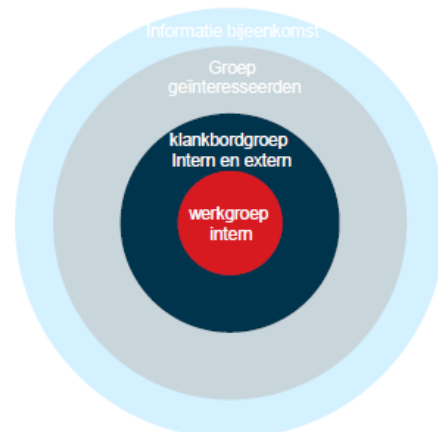 Informatie bijeenkomst
Groep
geïnteresseerden
klankbordgroep
Intern en extern
werkgroep
intern